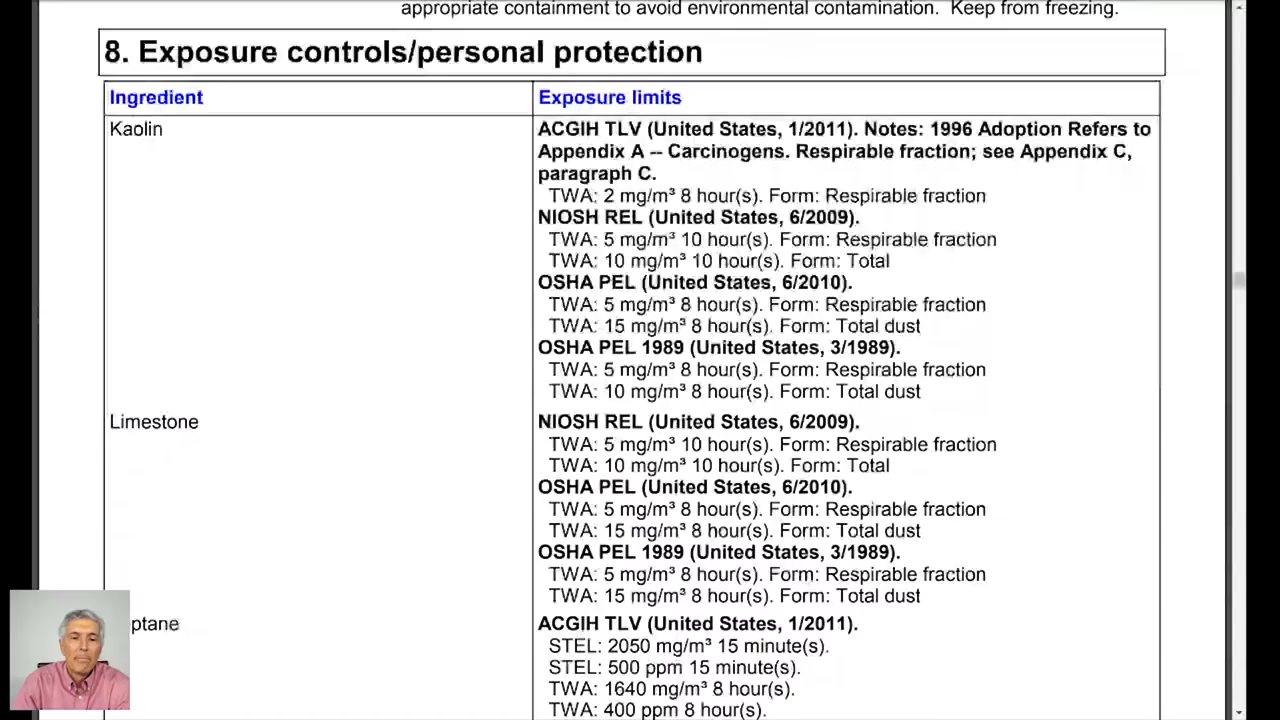 appropriate containment to avoid environmental contamination. Keep from freezing.
8. Exposure controls/personal protection
Ingredient
Exposure limits
Kaolin
ACGIH TLV (United States, 1/2011). Notes: 1996 Adoption Refers to
Appendix A -- Carcinogens. Respirable fraction; see Appendix C,
paragraph C.
TWA: 2 mg/m³ 8 hour(s). Form: Respirable fraction
NIOSH REL (United States, 6/2009).
TWA: 5 mg/m³ 10 hour(s). Form: Respirable fraction
TWA: 10 mg/m³ 10 hour(s). Form: Total
OSHA PEL (United States, 6/2010).
TWA: 5 mg/m³ 8 hour(s). Form: Respirable fraction
TWA: 15 mg/m³ 8 hour(s). Form: Total dust
OSHA PEL 1989 (United States, 3/1989).
TWA: 5 mg/m³ 8 hour(s). Form: Respirable fraction
TWA: 10 mg/m³ 8 hour(s). Form: Total dust
Limestone
NIOSH REL (United States, 6/2009).
TWA: 5 mg/m³ 10 hour(s). Form: Respirable fraction
TWA: 10 mg/m³ 10 hour(s). Form: Total
OSHA PEL (United States, 6/2010).
TWA: 5 mg/m³ 8 hour(s). Form: Respirable fraction
TWA: 15 mg/m³ 8 hour(s). Form: Total dust
OSHA PEL 1989 (United States, 3/1989).
TWA: 5 mg/m³ 8 hour(s). Form: Respirable fraction
TWA: 15 mg/m³ 8 hour(s). Form: Total dust
ptane
ACGIH TLV (United States, 1/2011).
STEL: 2050 mg/m³ 15 minute(s).
STEL: 500 ppm 15 minute(s).
TWA: 1640 mg/m³ 8 hour(s).
TWA: 400 ppm 8 hour(s).